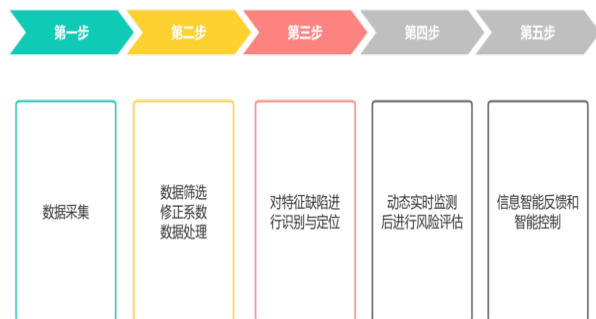 第一步
第二步
第三步
第四步
第五步
数据采集
数据筛选
修正系数
数据处理
对特征缺陷进
行识别与定位
动态实时监测
后进行风险评估
信息智能反馈和
智能控制